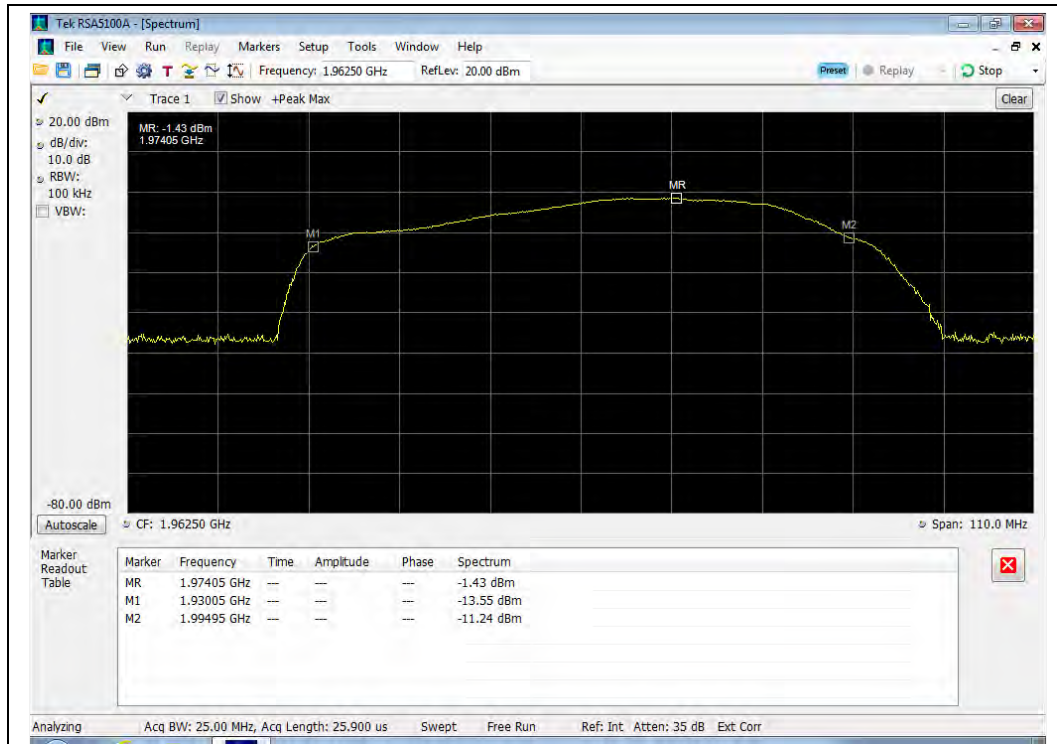 Tek RSA5100A - [Spectrum]
File View Run Replay Markers Setup Tools Window Help
T Frequency: 1.96250 GHz RefLev: 20.00 dBm Preset Replay Stop
Trace 1 Show +Peak Max Clear
20.00 dBm
dB/div:
10.0 dB
RBW:
100 kHz
VBW:
MR: -1.43 dBm
1.97405 GHz
MR
M1
M2
-80.00 dBm
Autoscale CF: 1.96250 GHz Span: 110.0 MHz
Marker
Readout
Table
Marker Frequency Time Amplitude Phase Spectrum
MR 1.97405 GHz --- --- --- -1.43 dBm
M1 1.93005 GHz --- --- --- -13.55 dBm
M2 1.99495 GHz --- --- --- -11.24 dBm
Analyzing Acq BW: 25.00 MHz, Acq Length: 25.900 us Swept Free Run Ref: Int Atten: 35 dB Ext Corr